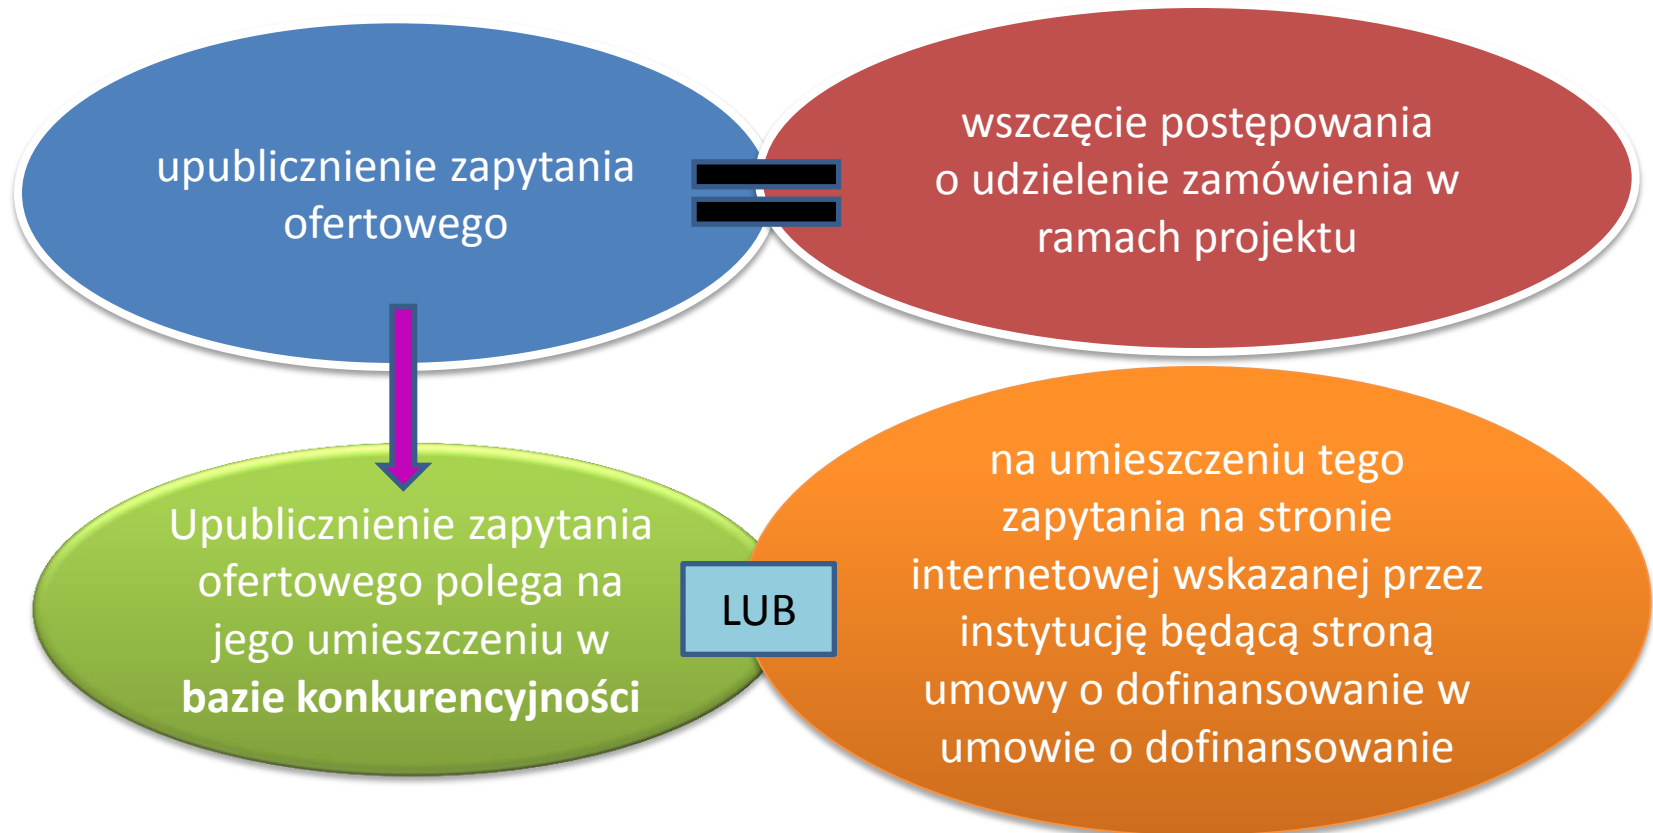 upublicznienie zapytania
ofertowego
wszczęcie postępowania
o udzielenie zamówienia w
ramach projektu
Upublicznienie zapytania
ofertowego polega na
jego umieszczeniu w
bazie konkurencyjności
LUB
na umieszczeniu tego
zapytania na stronie
internetowej wskazanej przez
instytucję będącą stroną
umowy o dofinansowanie w
umowie o dofinansowanie